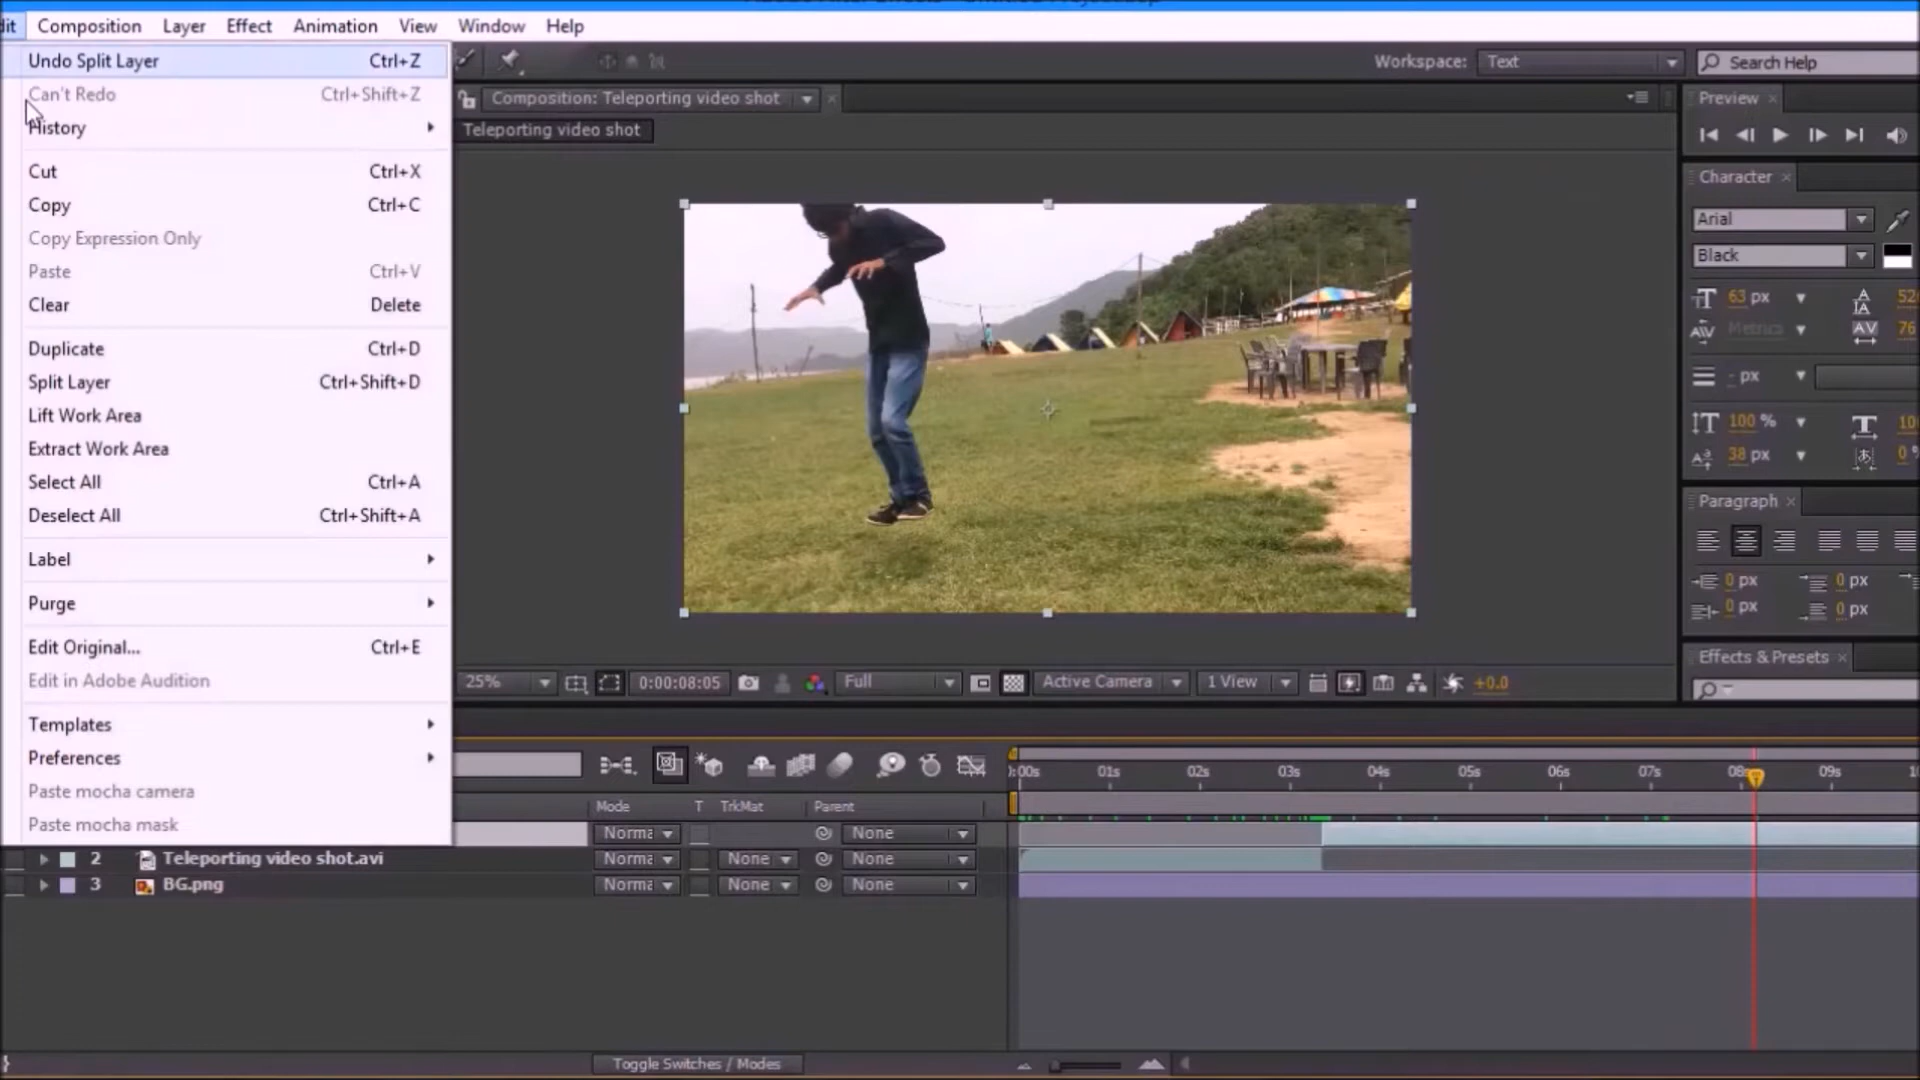 dit Composition Layer Effect Animation View Window Help
Undo Split Layer Ctrl+Z
Can't Redo Ctrl+Shift+Z
History
Cut Ctrl+X
Copy Ctrl+C
Copy Expression Only
Paste Ctrl+V
Clear Delete
Duplicate Ctrl+D
Split Layer Ctrl+Shift+D
Lift Work Area
Extract Work Area
Select All Ctrl+A
Deselect All Ctrl+Shift+A
Label
Purge
Edit Original... Ctrl+E
Edit in Adobe Audition
Templates
Preferences
Paste mocha camera
Paste mocha mask
Workspace: Text Search Help
Composition: Teleporting video shot
Teleporting video shot
Preview
Character
Arial
Black
63 px
Metrics 76
- px
100 %
38 px
Paragraph
0 px 0 px
0 px 0 px
Effects & Presets
25% 0:00:08:05 Full Active Camera 1 View +0.0
:00s 01s 02s 03s 04s 05s 06s 07s 08s 09s
Mode T TrkMat Parent
Norma None
2 Teleporting video shot.avi Norma None None
3 BG.png Norma None None
Toggle Switches / Modes